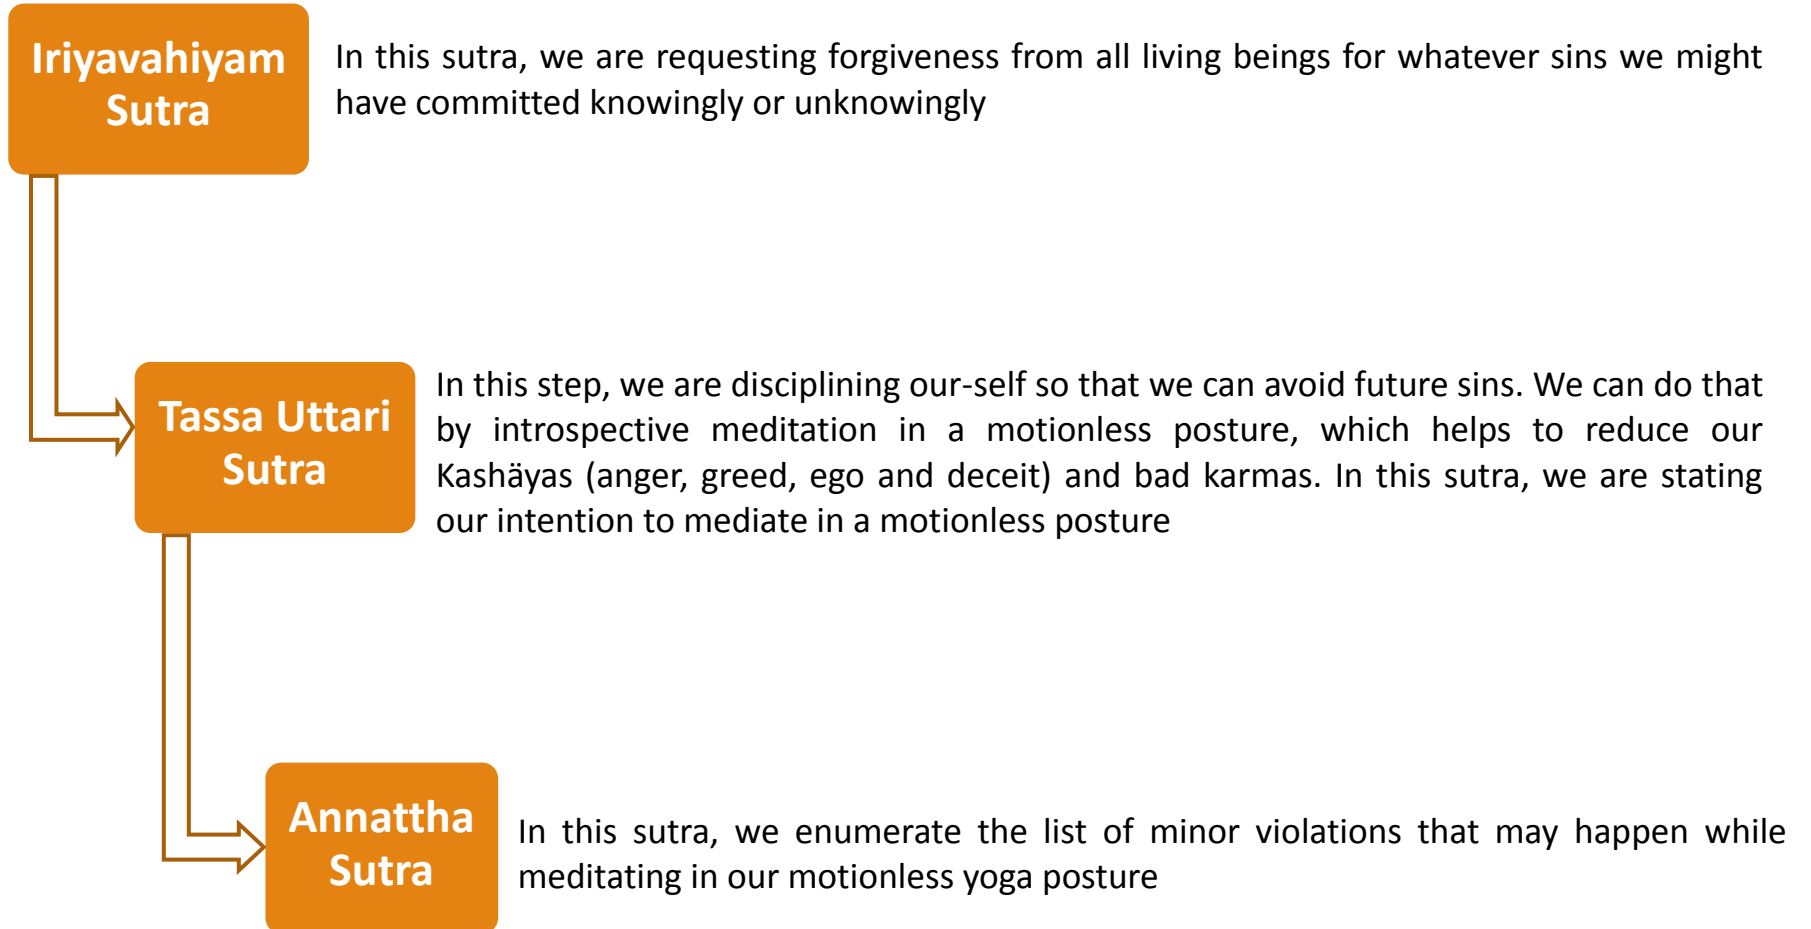 Iriyavahiyam
Sutra
In this sutra, we are requesting forgiveness from all living beings for whatever sins we might
have committed knowingly or unknowingly
Tassa Uttari
Sutra
In this step, we are disciplining our-self so that we can avoid future sins. We can do that
by introspective meditation in a motionless posture, which helps to reduce our
Kashäyas (anger, greed, ego and deceit) and bad karmas. In this sutra, we are stating
our intention to mediate in a motionless posture
Annattha
Sutra
In this sutra, we enumerate the list of minor violations that may happen while
meditating in our motionless yoga posture